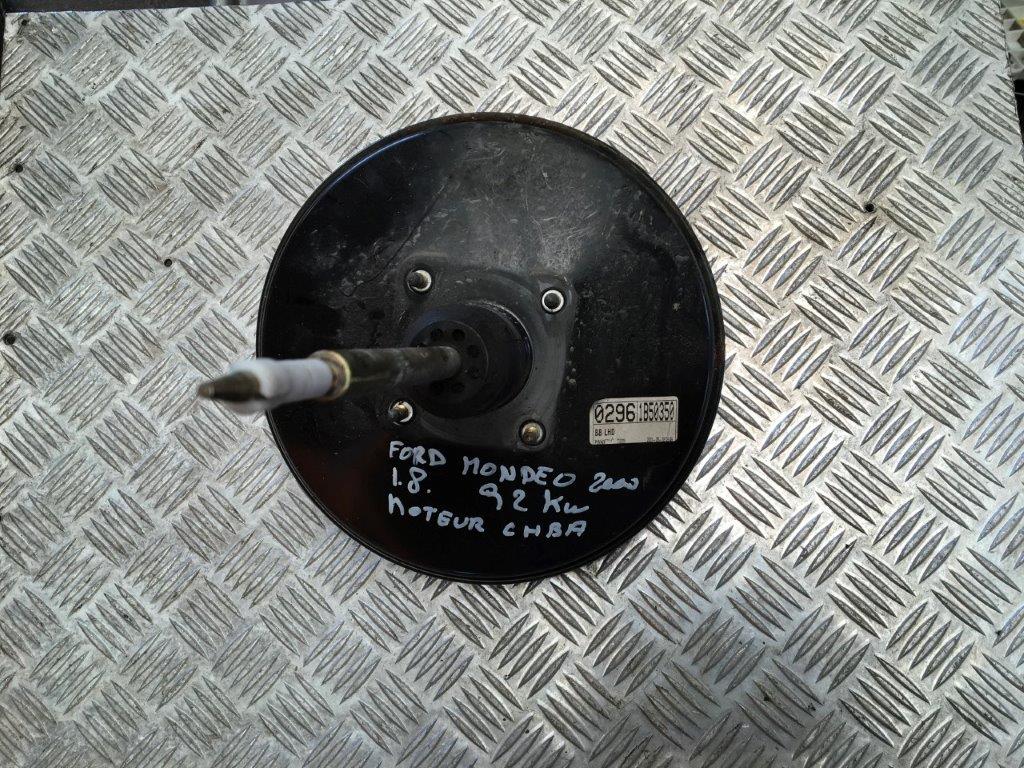 0296 1B50350
BB LHD
FORD MONDEO 2000
1.8. 92 Kw
MOTEUR CHBA